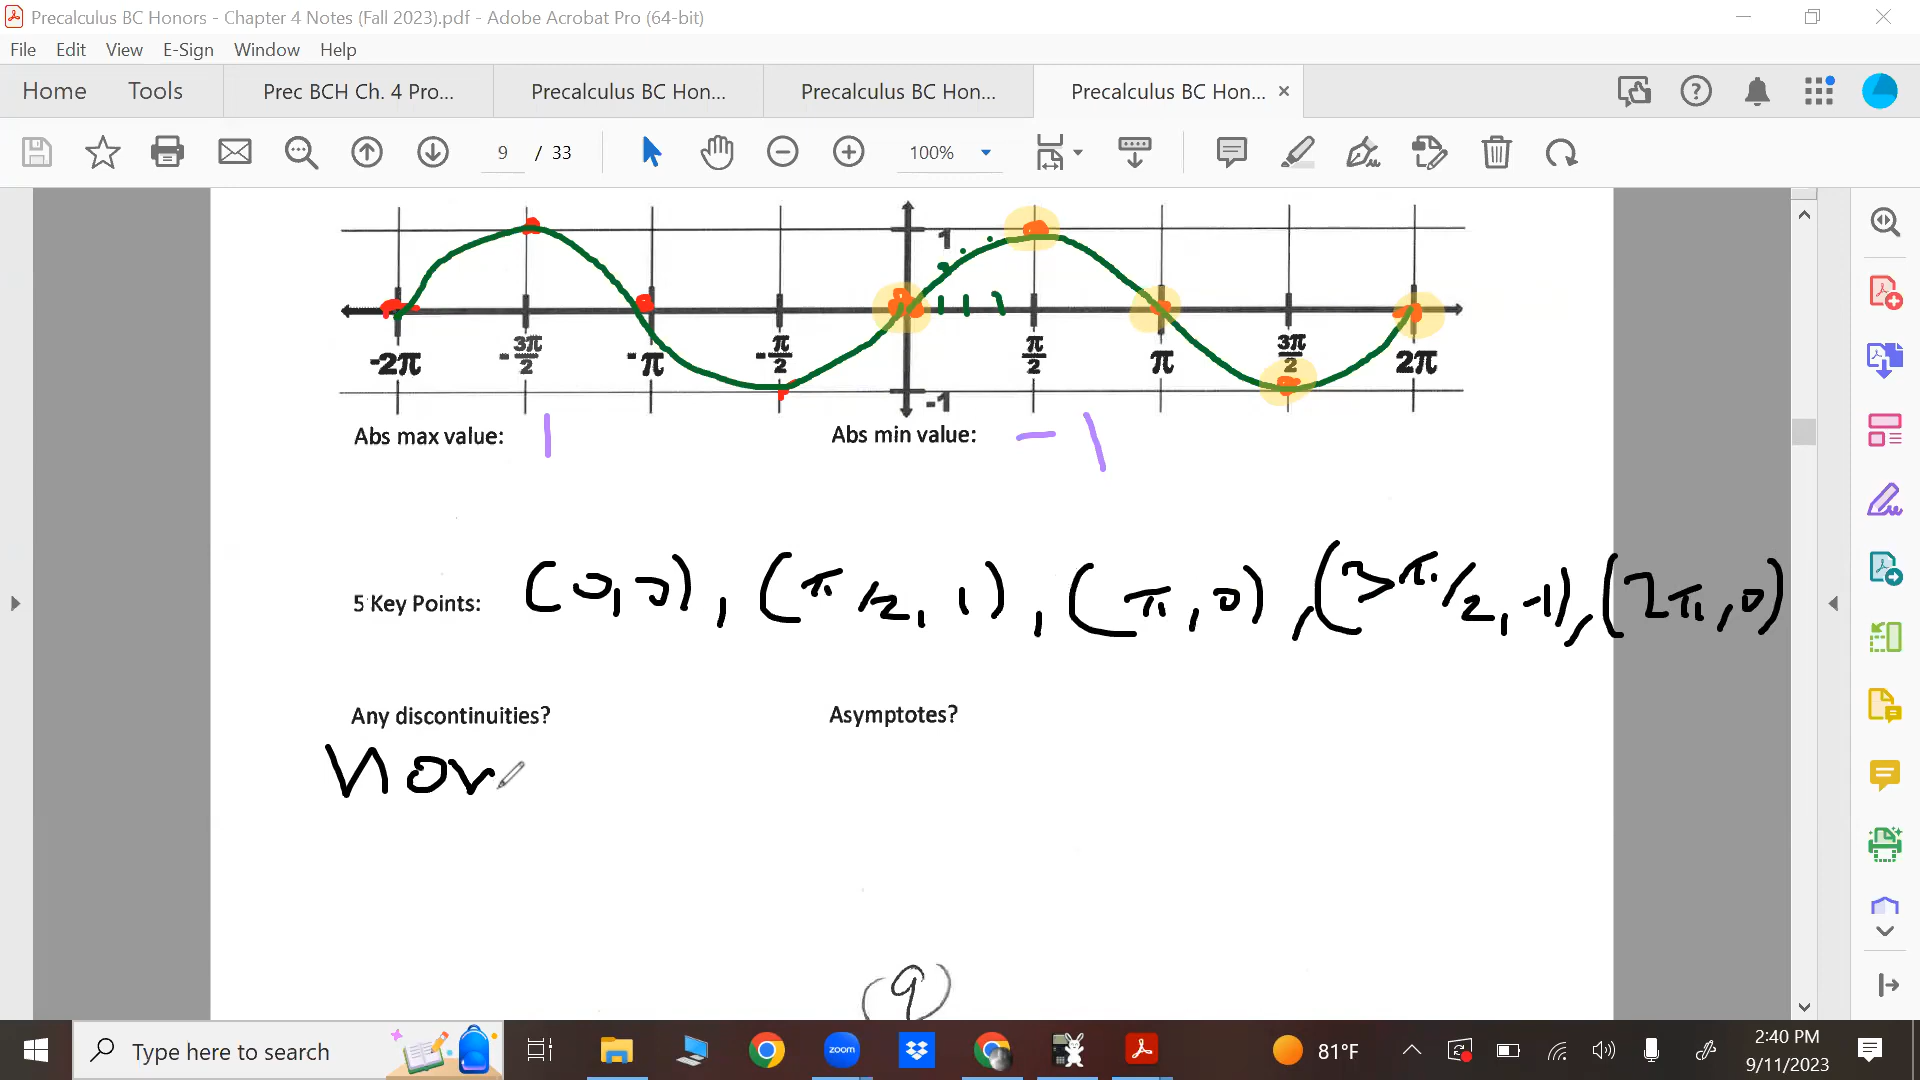 Precalculus BC Honors - Chapter 4 Notes (Fall 2023).pdf - Adobe Acrobat Pro (64-bit)
File Edit View E-Sign Window Help
Home Tools Prec BCH Ch. 4 Pro... Precalculus BC Hon... Precalculus BC Hon... Precalculus BC Hon... ×
9 / 33 100%
1
-2π -3π/2 -π -π/2 π/2 π 3π/2 2π
-1
Abs max value: 1 Abs min value: -1
5 Key Points: (0,0), (π/2, 1), (π, 0), (3π/2, -1), (2π, 0)
Any discontinuities? Asymptotes?
Non
(9)
Type here to search zoom 81°F 2:40 PM
9/11/2023